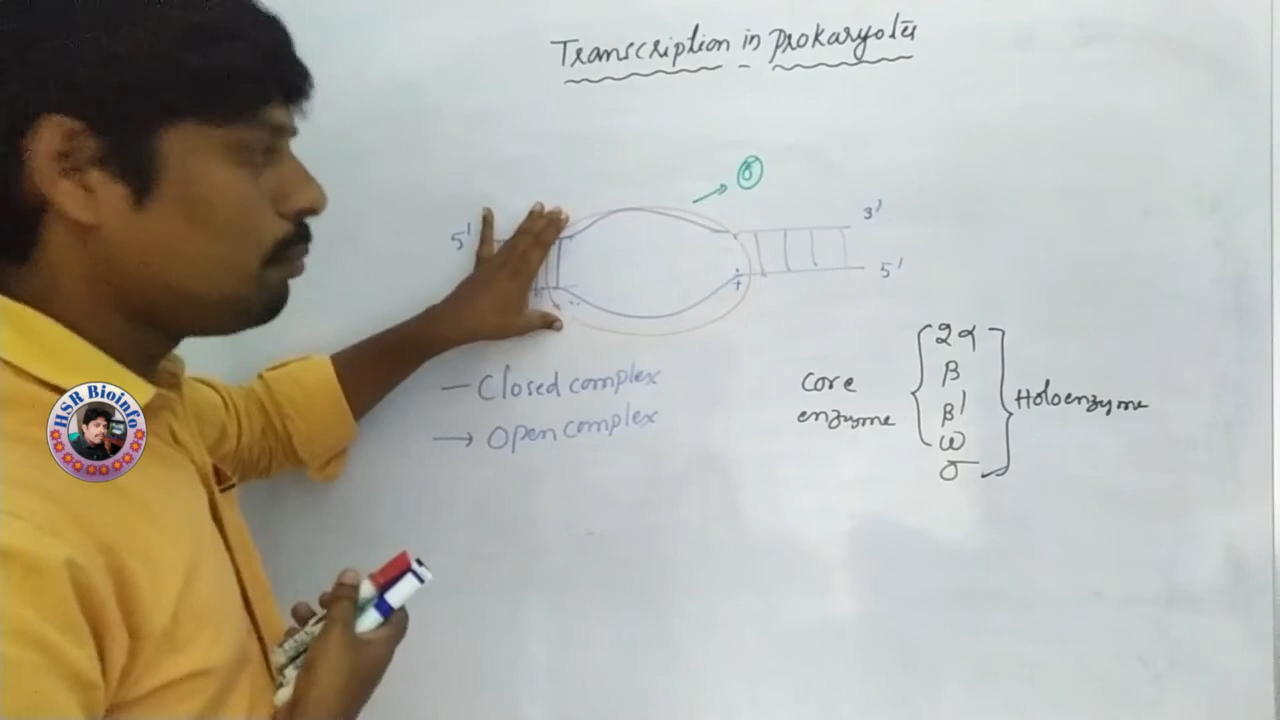 Transcription in prokaryotes
σ
5'
3'
5'
- Closed complex
→ Open complex
core
enzyme
2α
β
β'
ω
σ
Holoenzyme
HSR Bioinfo